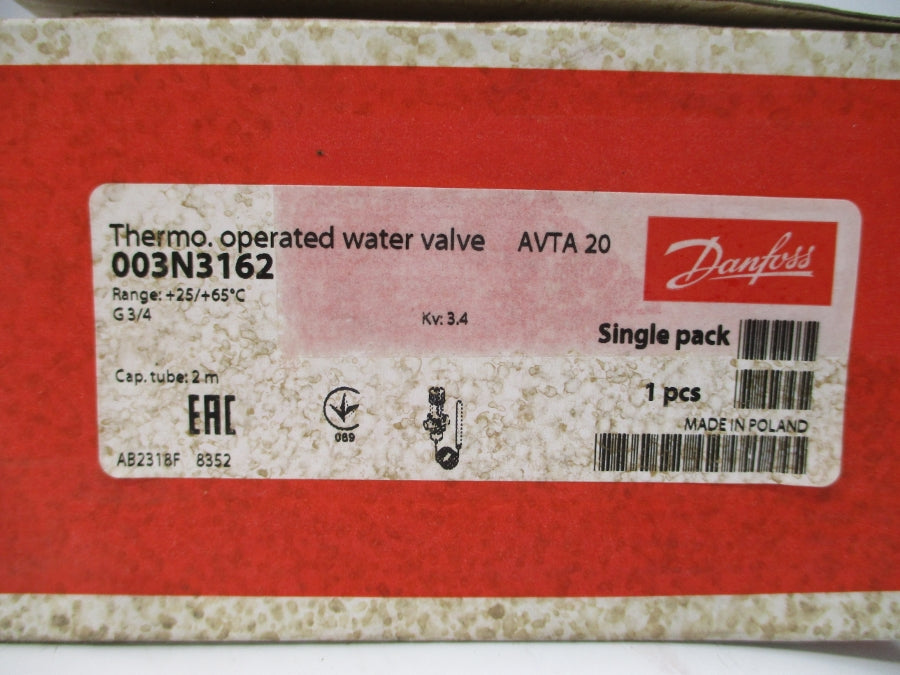 Thermo. operated water valve AVTA 20
003N3162
Danfoss
Range: +25/+65°C
G 3/4
Kv: 3.4
Single pack
Cap. tube: 2 m
1 pcs
EAC
089
MADE IN POLAND
AB2318F 8352